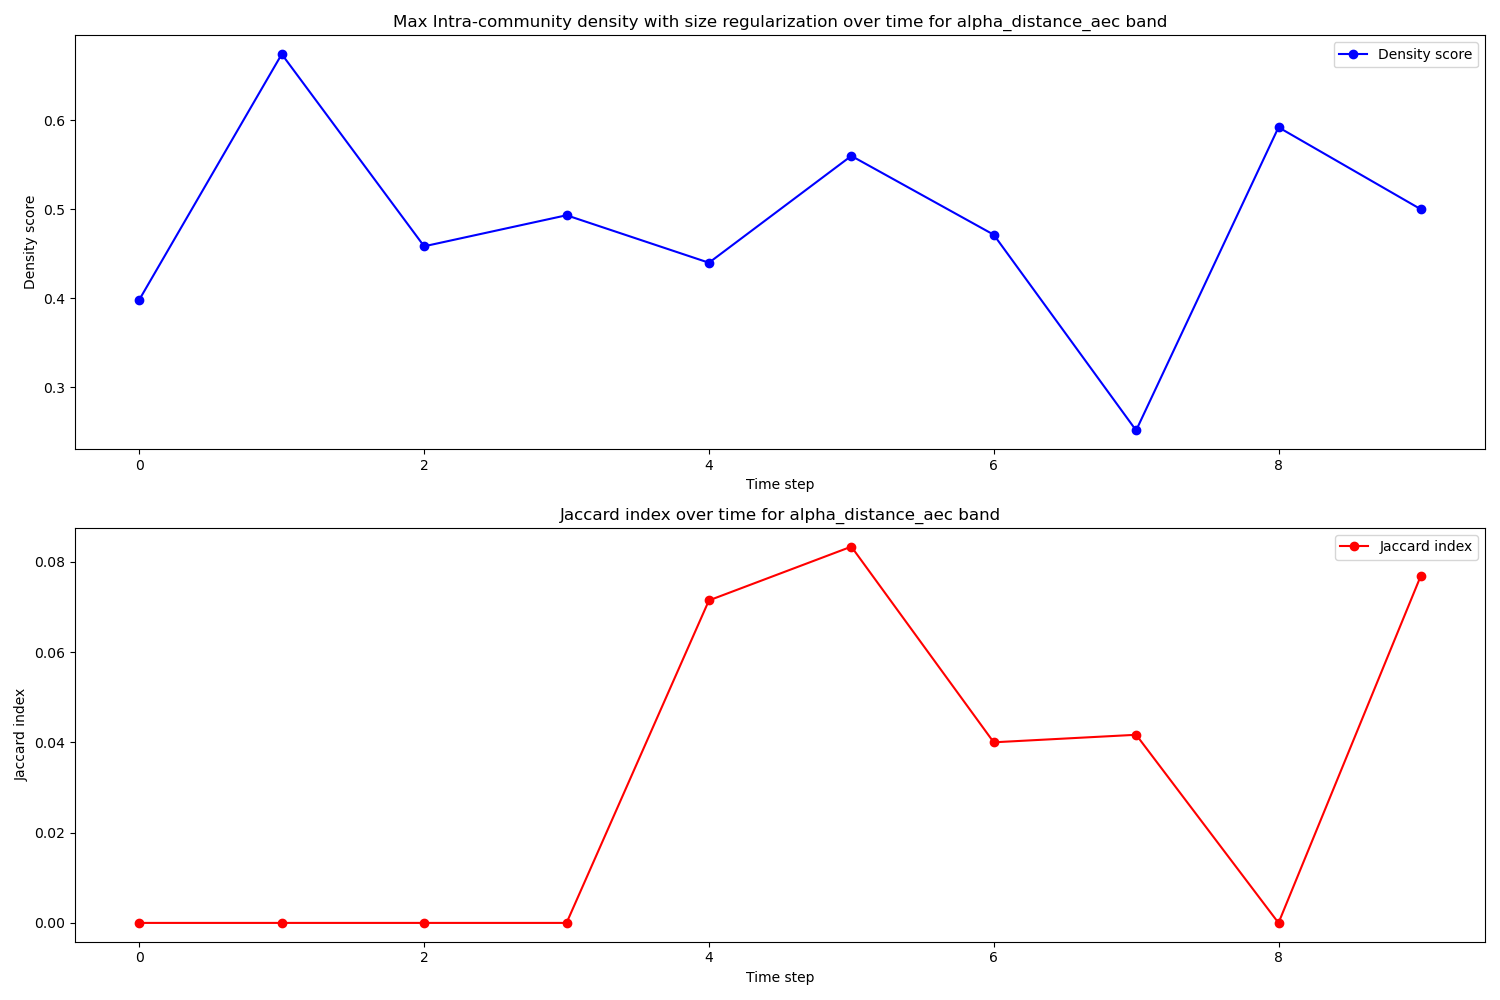 Max Intra-community density with size regularization over time for alpha_distance_aec band
Density score
0.6
0.5
0.4
0.3
Density score
0 2 4 6 8
Time step
Jaccard index over time for alpha_distance_aec band
Jaccard index
0.08
0.06
0.04
0.02
0.00
Jaccard index
0 2 4 6 8
Time step